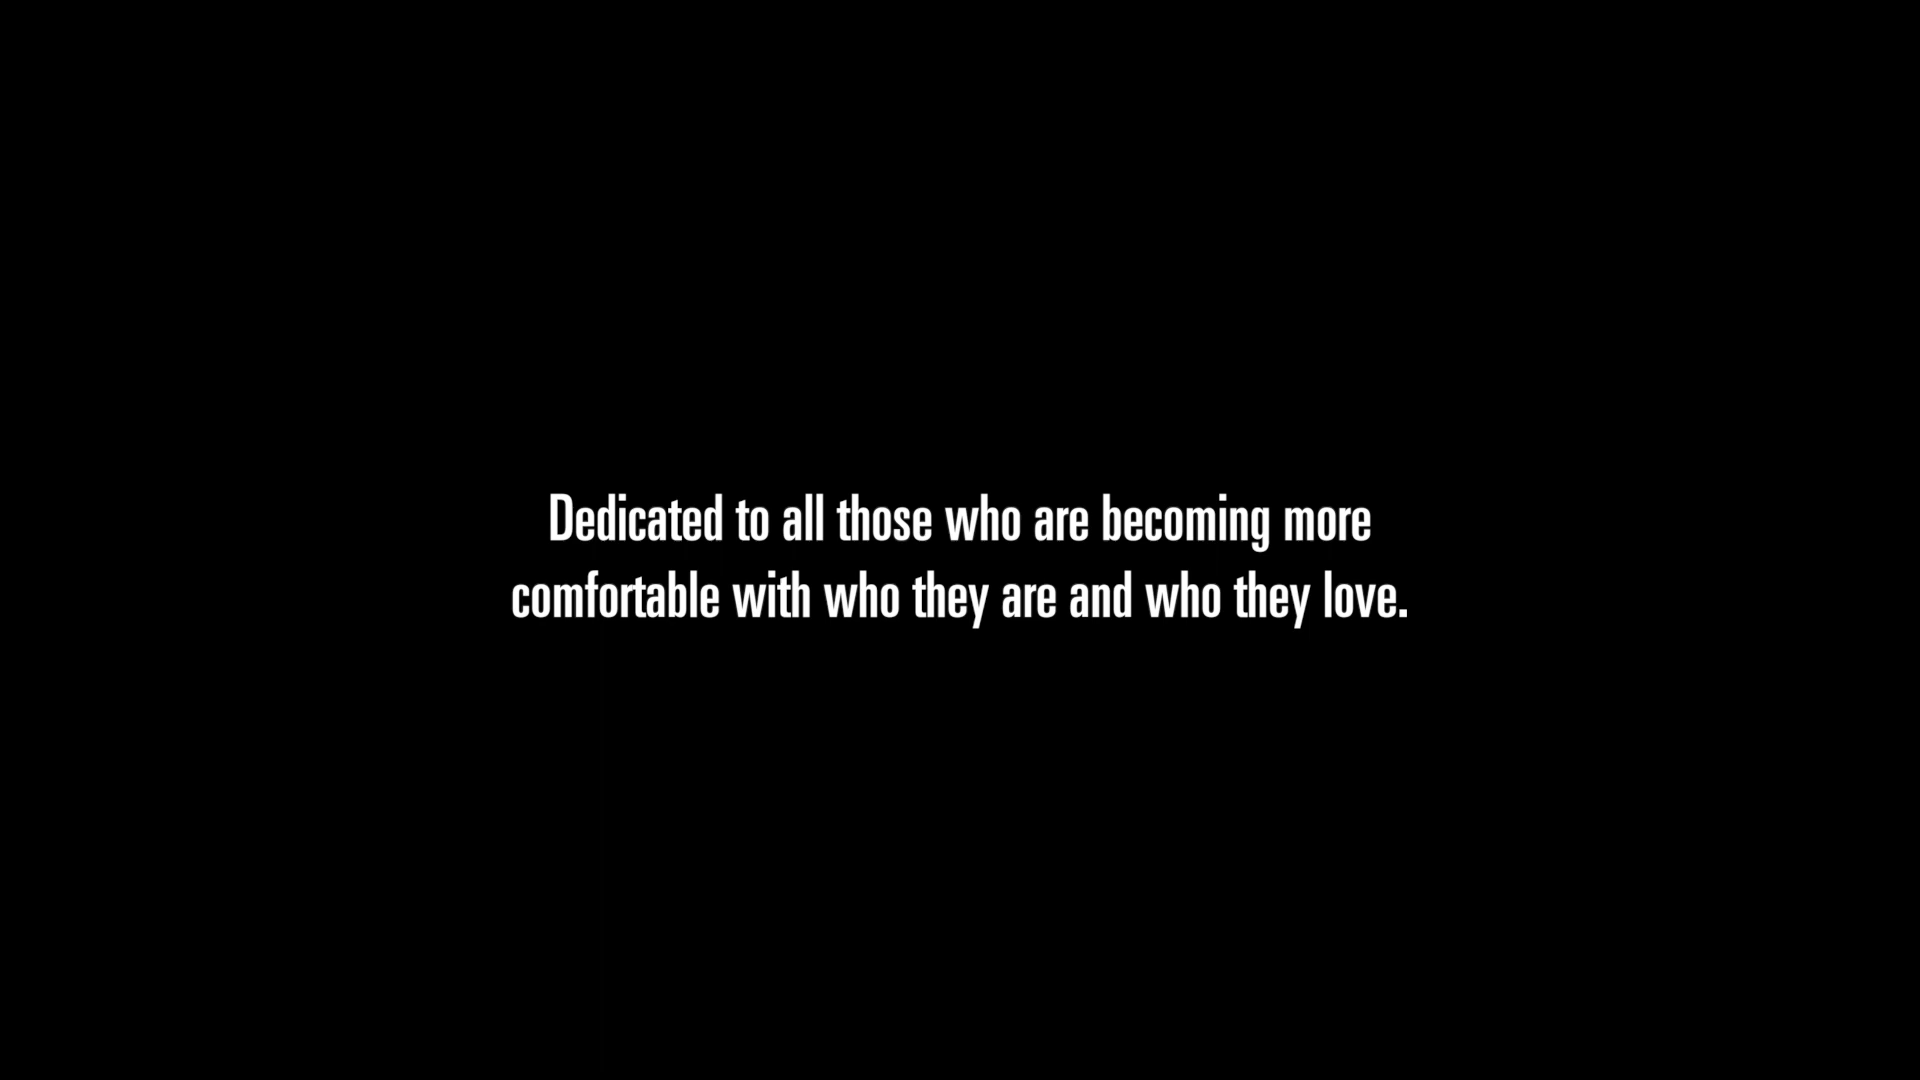 Dedicated to all those who are becoming more
comfortable with who they are and who they love.